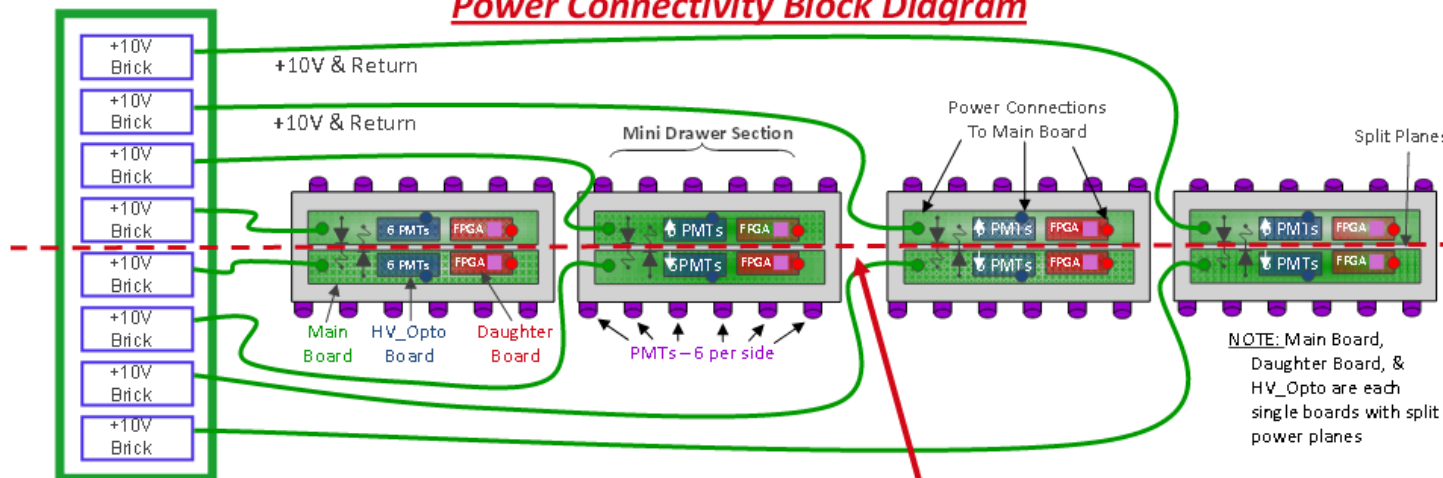 Power Connectivity Block Diagram
+10V
Brick
+10V
Brick
+10V
Brick
+10V
Brick
+10V
Brick
+10V
Brick
+10V
Brick
+10V
Brick
+10V & Return
+10V & Return
Mini Drawer Section
Power Connections
To Main Board
Split Planes
6 PMTs
FPGA
6 PMTs
FPGA
6 PMTs
FPGA
6 PMTs
FPGA
6 PMTs
FPGA
6PMTs
FPGA
6 PMTs
FPGA
6 PMTs
FPGA
Main
Board
HV_Opto
Board
Daughter
Board
PMTs – 6 per side
NOTE: Main Board,
Daughter Board, &
HV_Opto are each
single boards with split
power planes